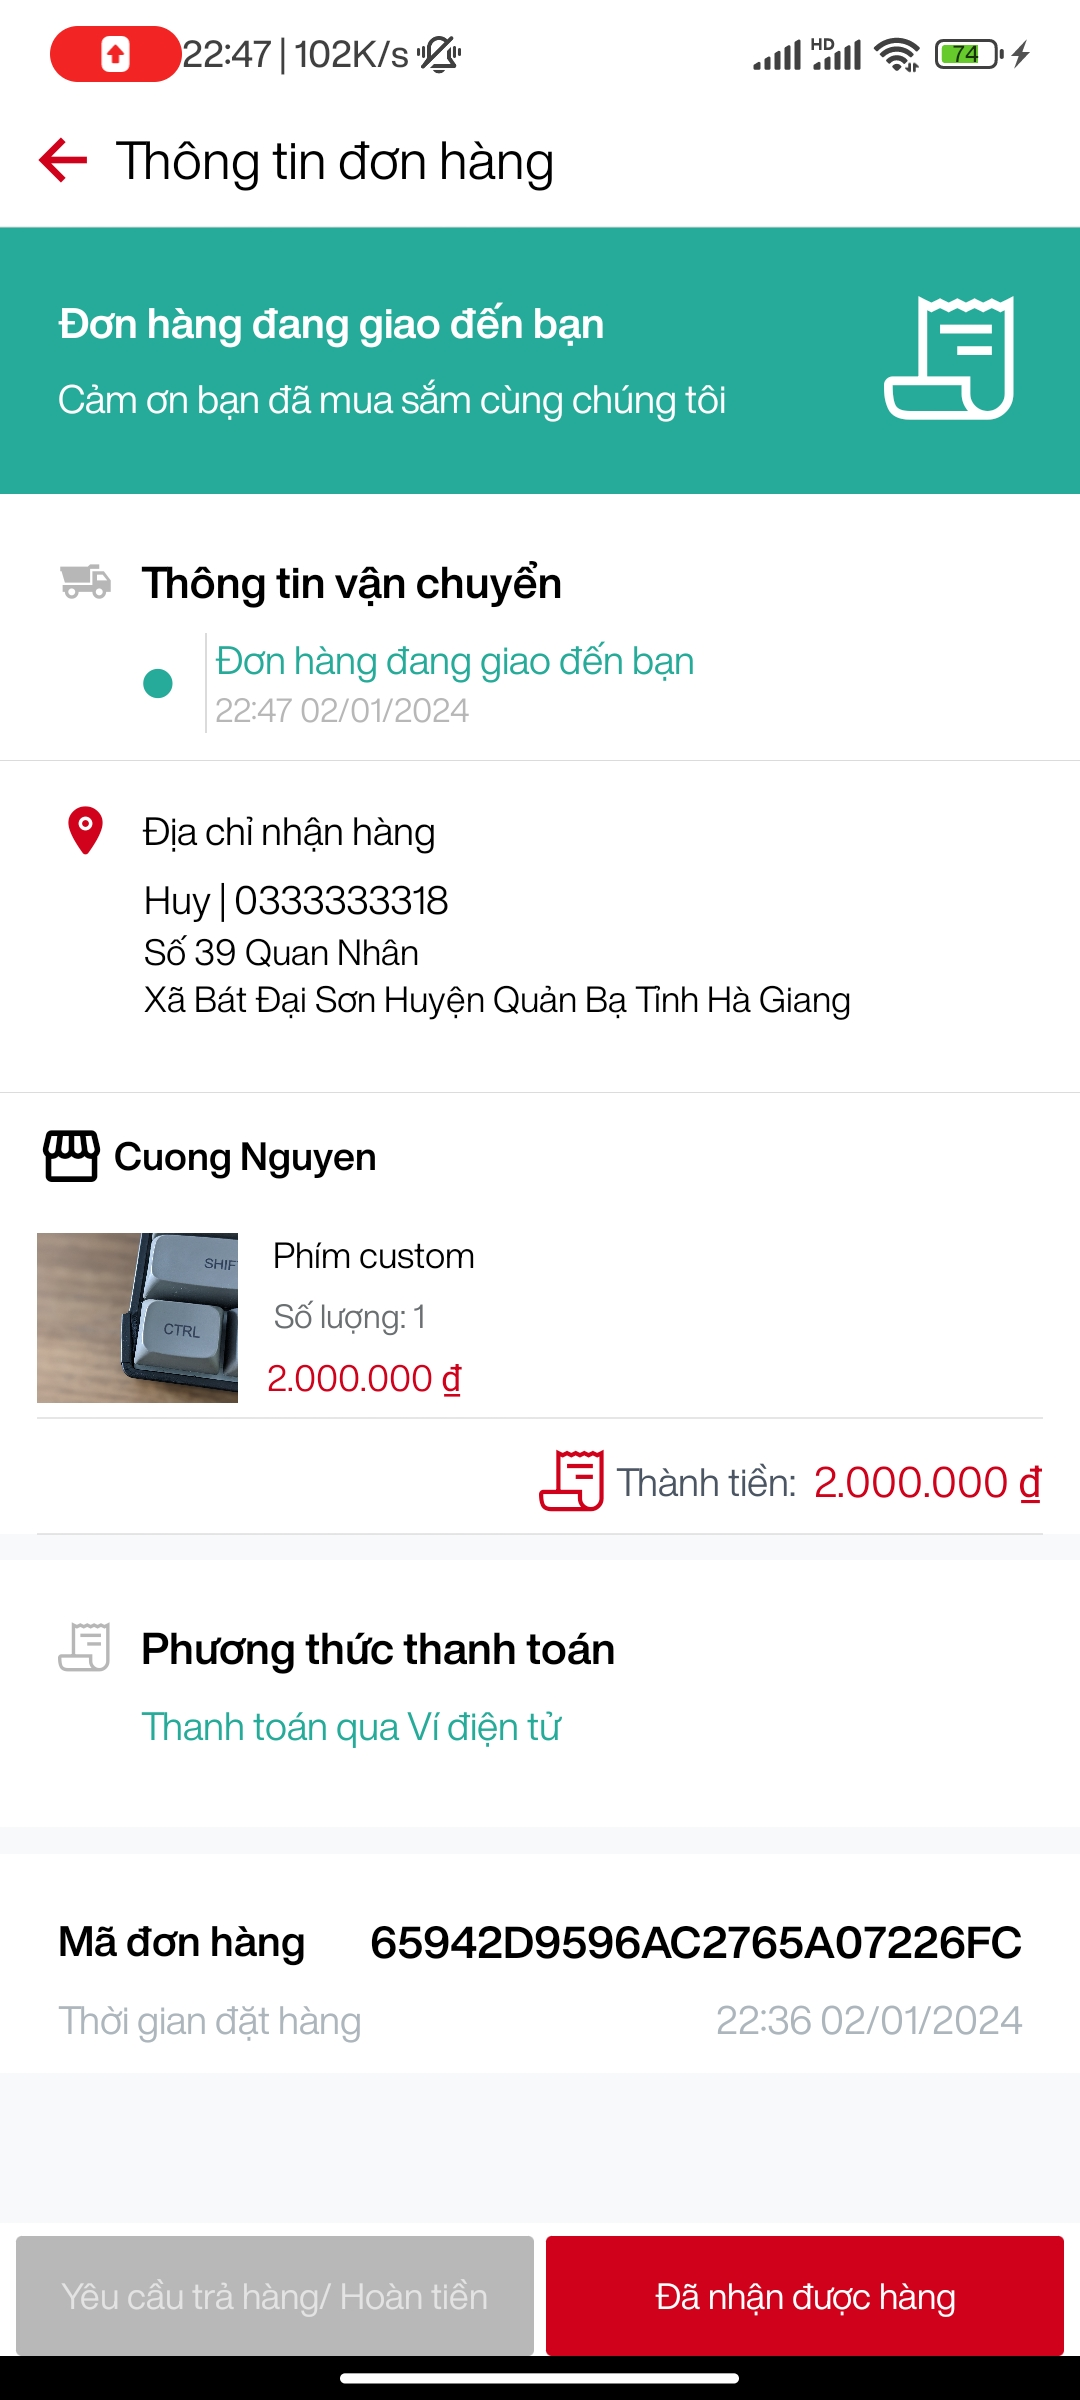 22:47 | 102K/s HD 74
Thông tin đơn hàng
Đơn hàng đang giao đến bạn
Cảm ơn bạn đã mua sắm cùng chúng tôi
Thông tin vận chuyển
Đơn hàng đang giao đến bạn
22:47 02/01/2024
Địa chỉ nhận hàng
Huy | 0333333318
Số 39 Quan Nhân
Xã Bát Đại Sơn Huyện Quản Bạ Tỉnh Hà Giang
Cuong Nguyen
SHIF
CTRL
Phím custom
Số lượng: 1
2.000.000 ₫
Thành tiền: 2.000.000 ₫
Phương thức thanh toán
Thanh toán qua Ví điện tử
Mã đơn hàng 65942D9596AC2765A07226FC
Thời gian đặt hàng 22:36 02/01/2024
Yêu cầu trả hàng/ Hoàn tiền
Đã nhận được hàng